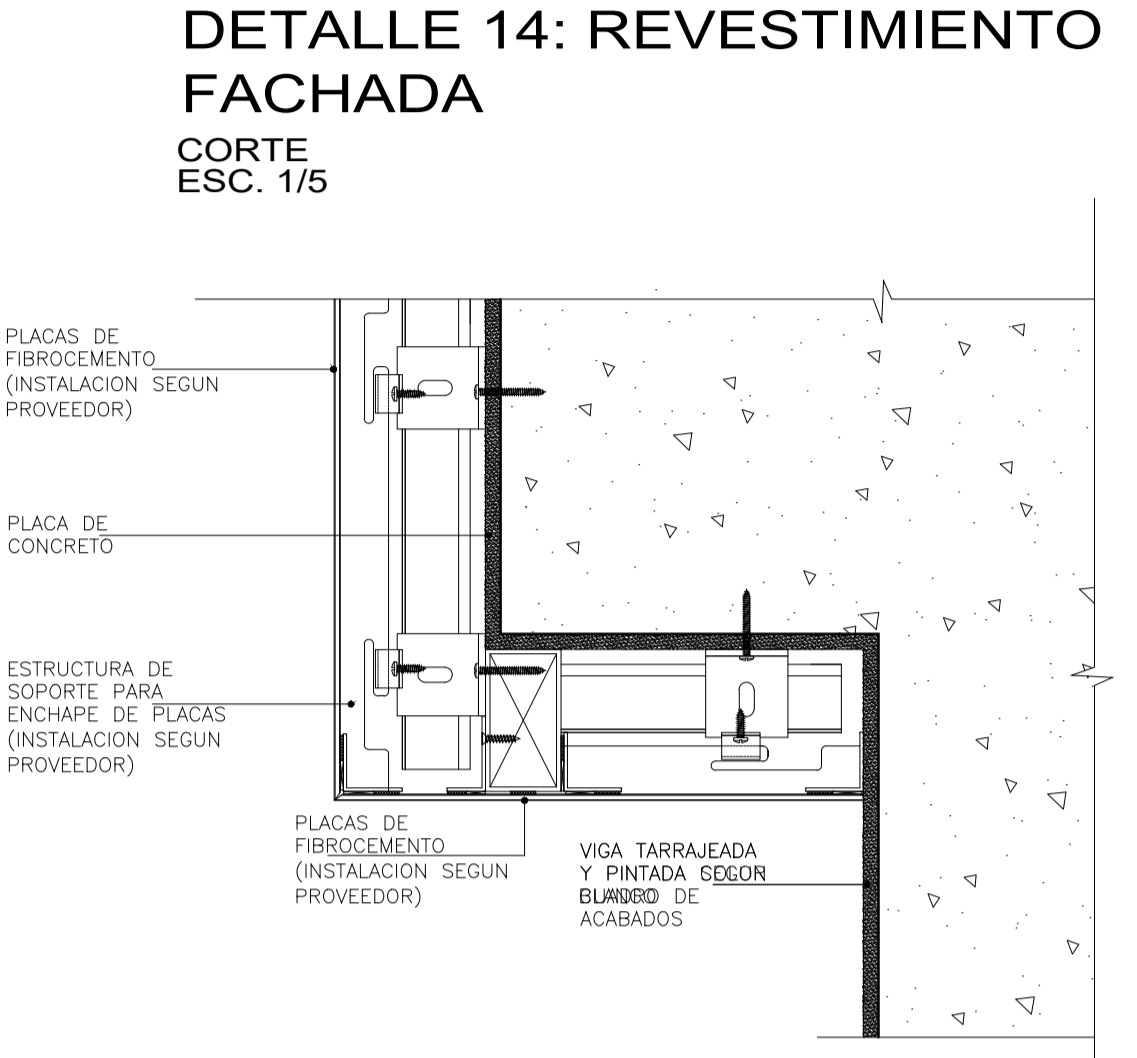 DETALLE 14: REVESTIMIENTO
FACHADA
CORTE
ESC. 1/5
PLACAS DE
FIBROCEMENTO
(INSTALACION SEGUN
PROVEEDOR)
PLACA DE
CONCRETO
ESTRUCTURA DE
SOPORTE PARA
ENCHAPE DE PLACAS
(INSTALACION SEGUN
PROVEEDOR)
PLACAS DE
FIBROCEMENTO
(INSTALACION SEGUN
PROVEEDOR)
VIGA TARRAJEADA
Y PINTADA
DE
ACABADOS